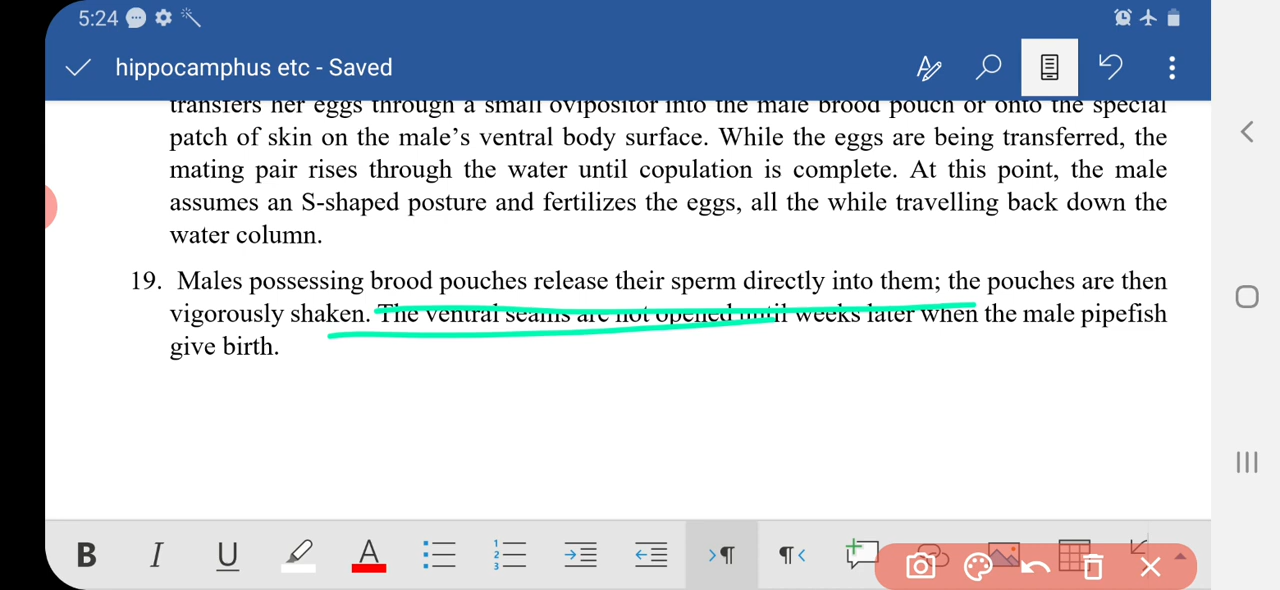 5:24
hippocamphus etc - Saved
transfers her eggs through a small ovipositor into the male brood pouch or onto the special
patch of skin on the male's ventral body surface. While the eggs are being transferred, the
mating pair rises through the water until copulation is complete. At this point, the male
assumes an S-shaped posture and fertilizes the eggs, all the while travelling back down the
water column.
19. Males possessing brood pouches release their sperm directly into them; the pouches are then
vigorously shaken. The ventral seams are not opened until weeks later when the male pipefish
give birth.
B I U A